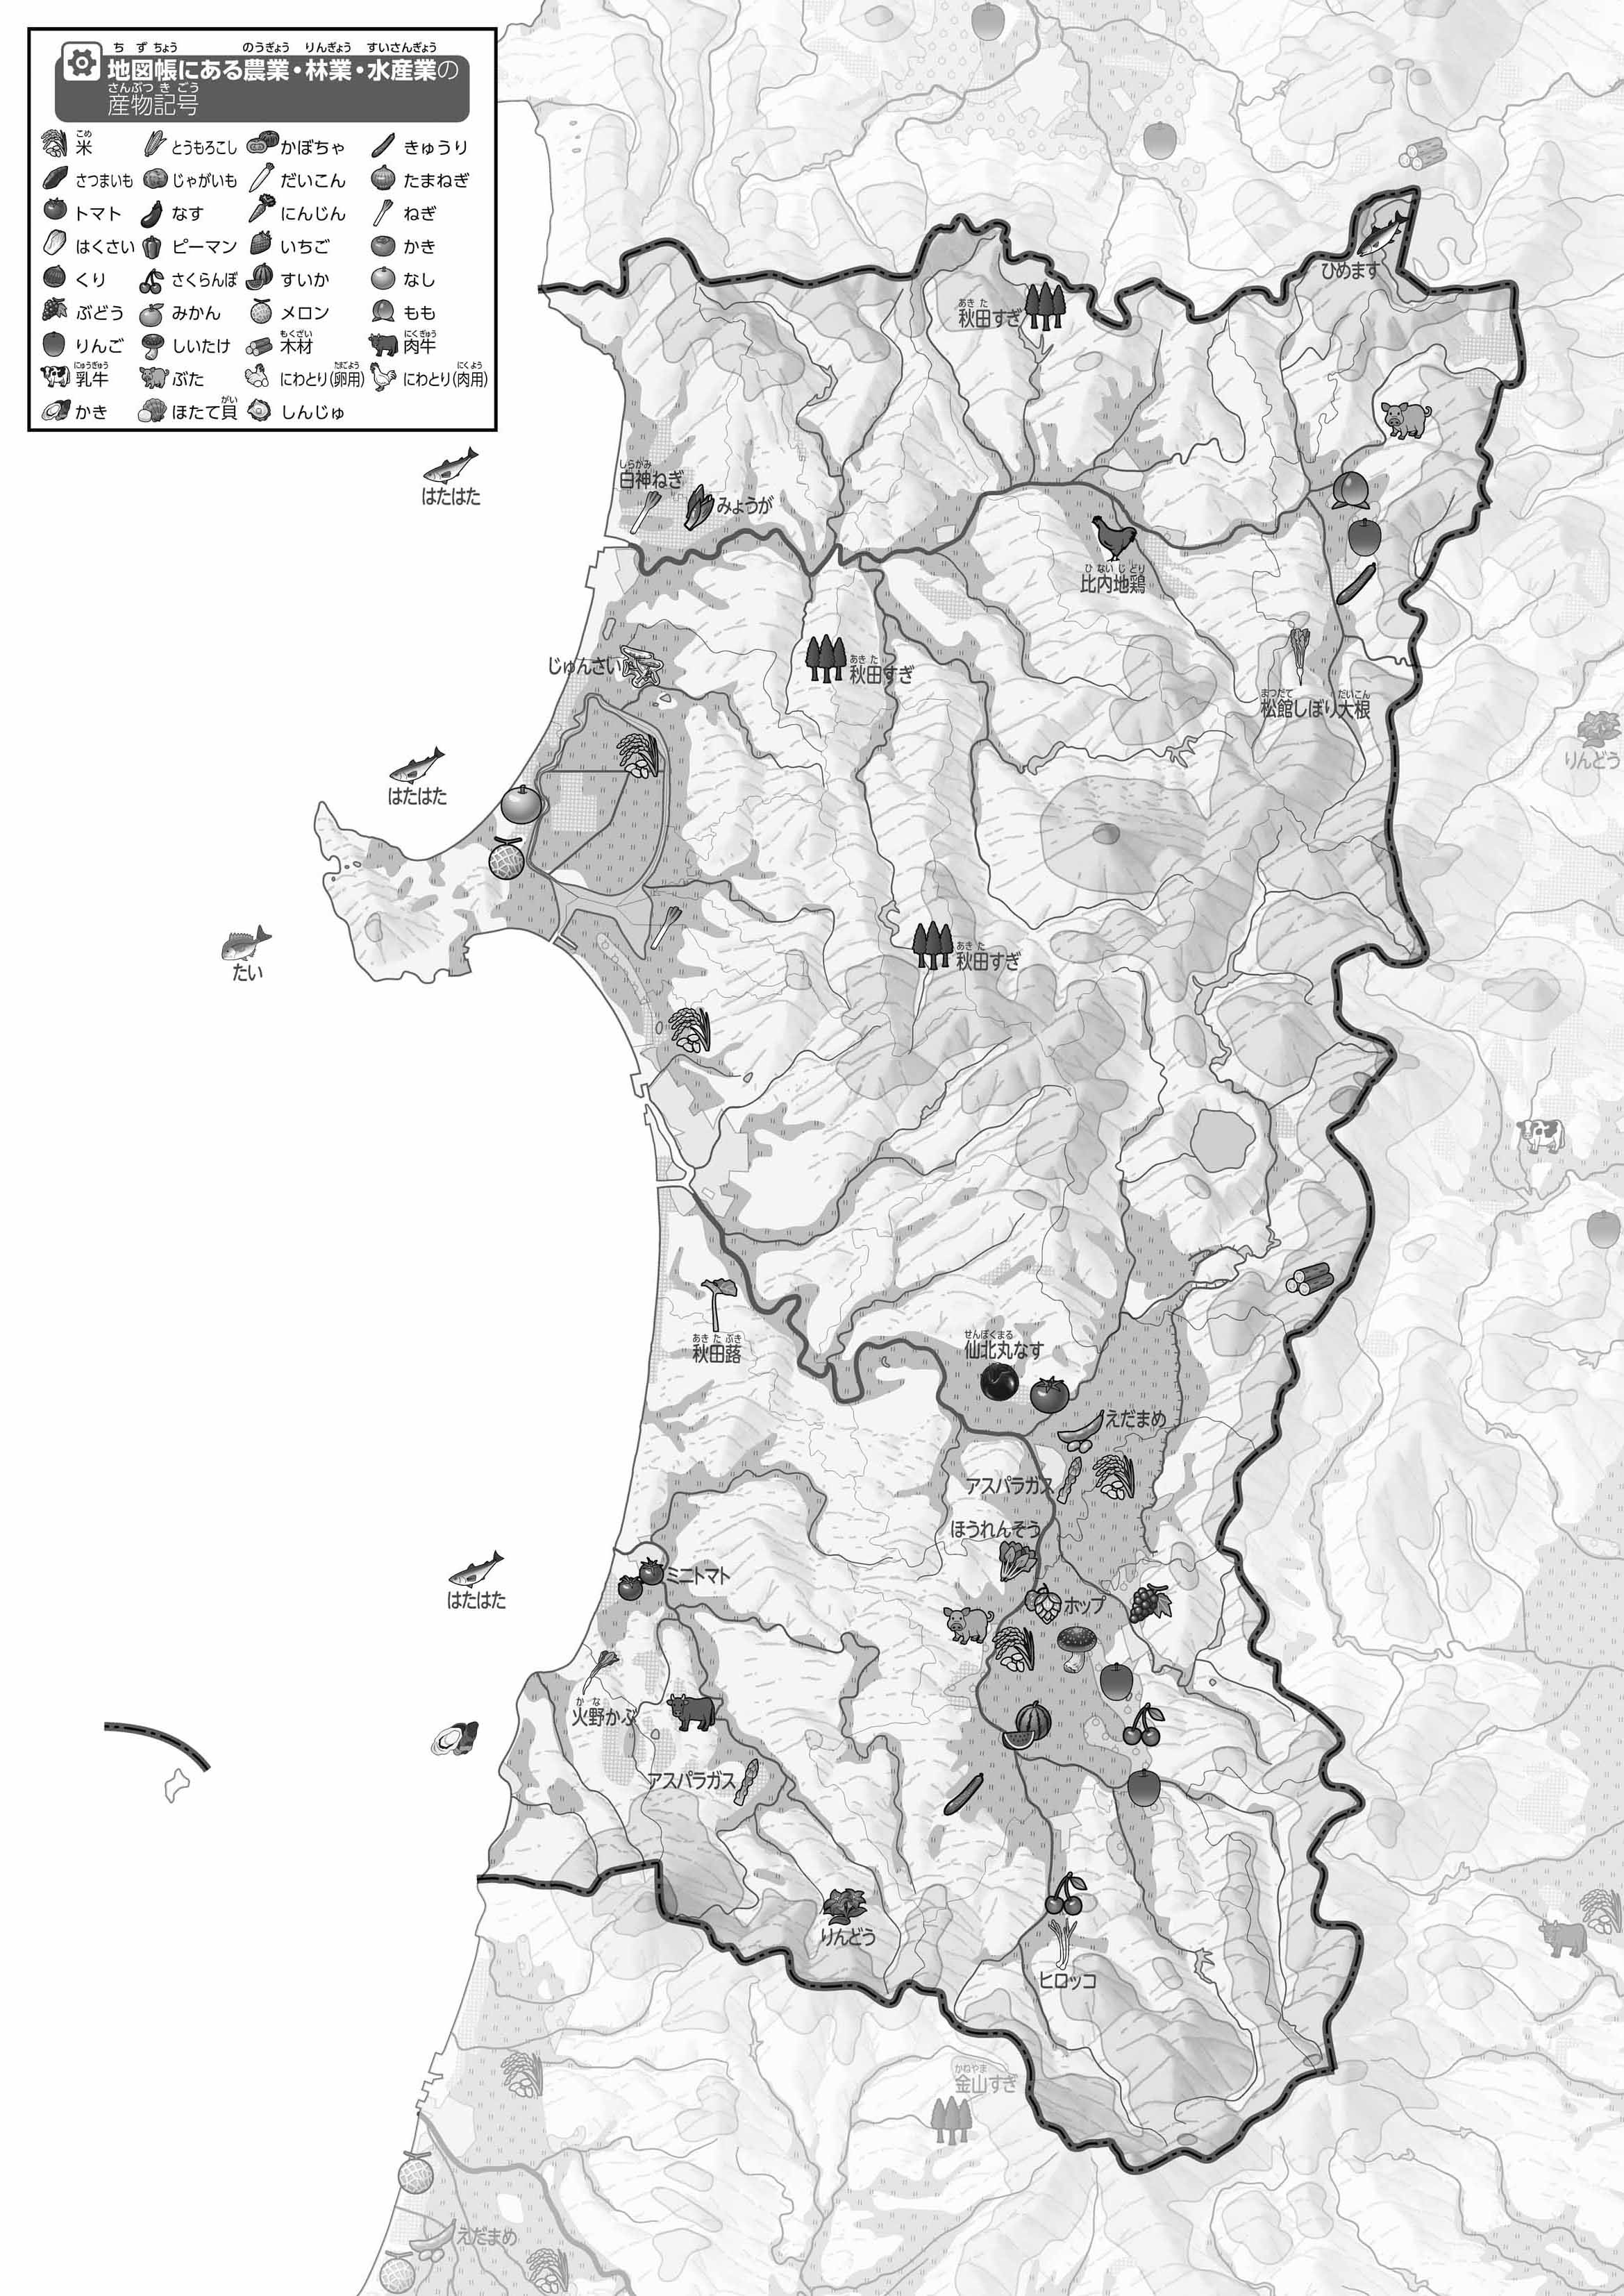 地図帳にある農業・林業・水産業の
産物記号
ち ず ちょう のうぎょう りんぎょう すいさんぎょう
さんぶつ き ごう
米 こめ
とうもろこし
かぼちゃ
きゅうり
さつまいも
じゃがいも
だいこん
たまねぎ
トマト
なす
にんじん
ねぎ
はくさい
ピーマン
いちご
かき
くり
さくらんぼ
すいか
なし
ぶどう
みかん
メロン
もも
りんご
しいたけ
木材 もくざい
肉牛 にくぎゅう
乳牛 にゅうぎゅう
ぶた
にわとり(卵用) たまごよう
にわとり(肉用) にくよう
かき
ほたて貝 がい
しんじゅ
ひめます
あき た
秋田すぎ
はたはた
しらがみ
白神ねぎ
みょうが
ひ ない じ どり
比内地鶏
じゅんさい
あき た
秋田すぎ
まつだて だいこん
松館しぼり大根
りんどう
はたはた
たい
あき た
秋田すぎ
あき た ぶき
秋田蕗
せんぼくまる
仙北丸なす
えだまめ
アスパラガス
ほうれんそう
はたはた
ミニトマト
ホップ
か な
火野かぶ
アスパラガス
りんどう
ヒロッコ
かねやま
金山すぎ
えだまめ